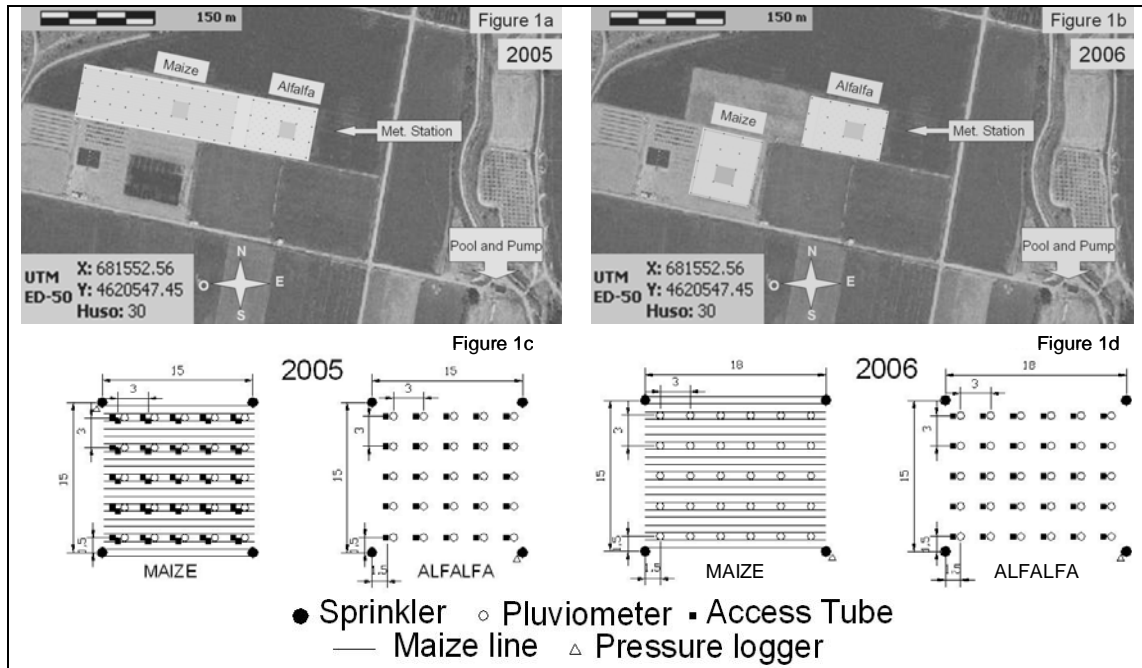 150 m
Figure 1a
2005
Maize
Alfalfa
Met. Station
Pool and Pump
N
O E
S
UTM
ED-50
X: 681552.56
Y: 4620547.45
Huso: 30
150 m
Figure 1b
2006
Alfalfa
Maize
Met. Station
Pool and Pump
N
O E
S
UTM
ED-50
X: 681552.56
Y: 4620547.45
Huso: 30
Figure 1c
2005
15
3
3
15
1.5
MAIZE
15
3
3
15
1.5
1.5
ALFALFA
Figure 1d
2006
18
3
3
15
1.5
1.5
MAIZE
18
3
3
15
1.5
ALFALFA
Sprinkler Pluviometer Access Tube
Maize line Pressure logger